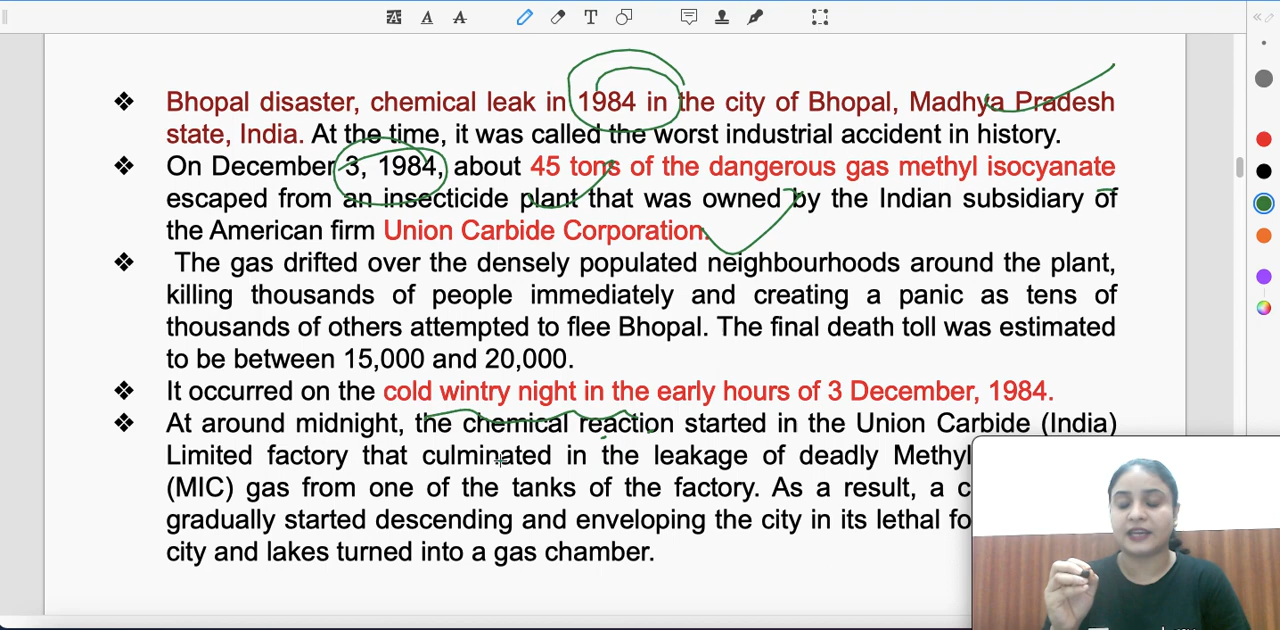 ❖ Bhopal disaster, chemical leak in 1984 in the city of Bhopal, Madhya Pradesh
state, India. At the time, it was called the worst industrial accident in history.
❖ On December 3, 1984, about 45 tons of the dangerous gas methyl isocyanate
escaped from an insecticide plant that was owned by the Indian subsidiary of
the American firm Union Carbide Corporation.
❖ The gas drifted over the densely populated neighbourhoods around the plant,
killing thousands of people immediately and creating a panic as tens of
thousands of others attempted to flee Bhopal. The final death toll was estimated
to be between 15,000 and 20,000.
❖ It occurred on the cold wintry night in the early hours of 3 December, 1984.
❖ At around midnight, the chemical reaction started in the Union Carbide (India)
Limited factory that culminated in the leakage of deadly Methyl
(MIC) gas from one of the tanks of the factory. As a result, a
gradually started descending and enveloping the city in its lethal
city and lakes turned into a gas chamber.